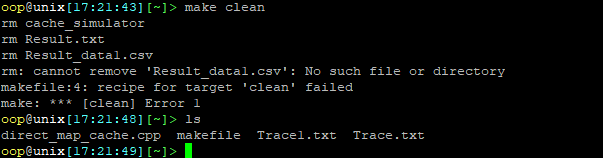 oop@unix[17:21:43][~]> make clean
rm cache_simulator
rm Result.txt
rm Result_data1.csv
rm: cannot remove 'Result_data1.csv': No such file or directory
makefile:4: recipe for target 'clean' failed
make: *** [clean] Error 1
oop@unix[17:21:48][~]> ls
direct_map_cache.cpp  makefile  Trace1.txt  Trace.txt
oop@unix[17:21:49][~]>